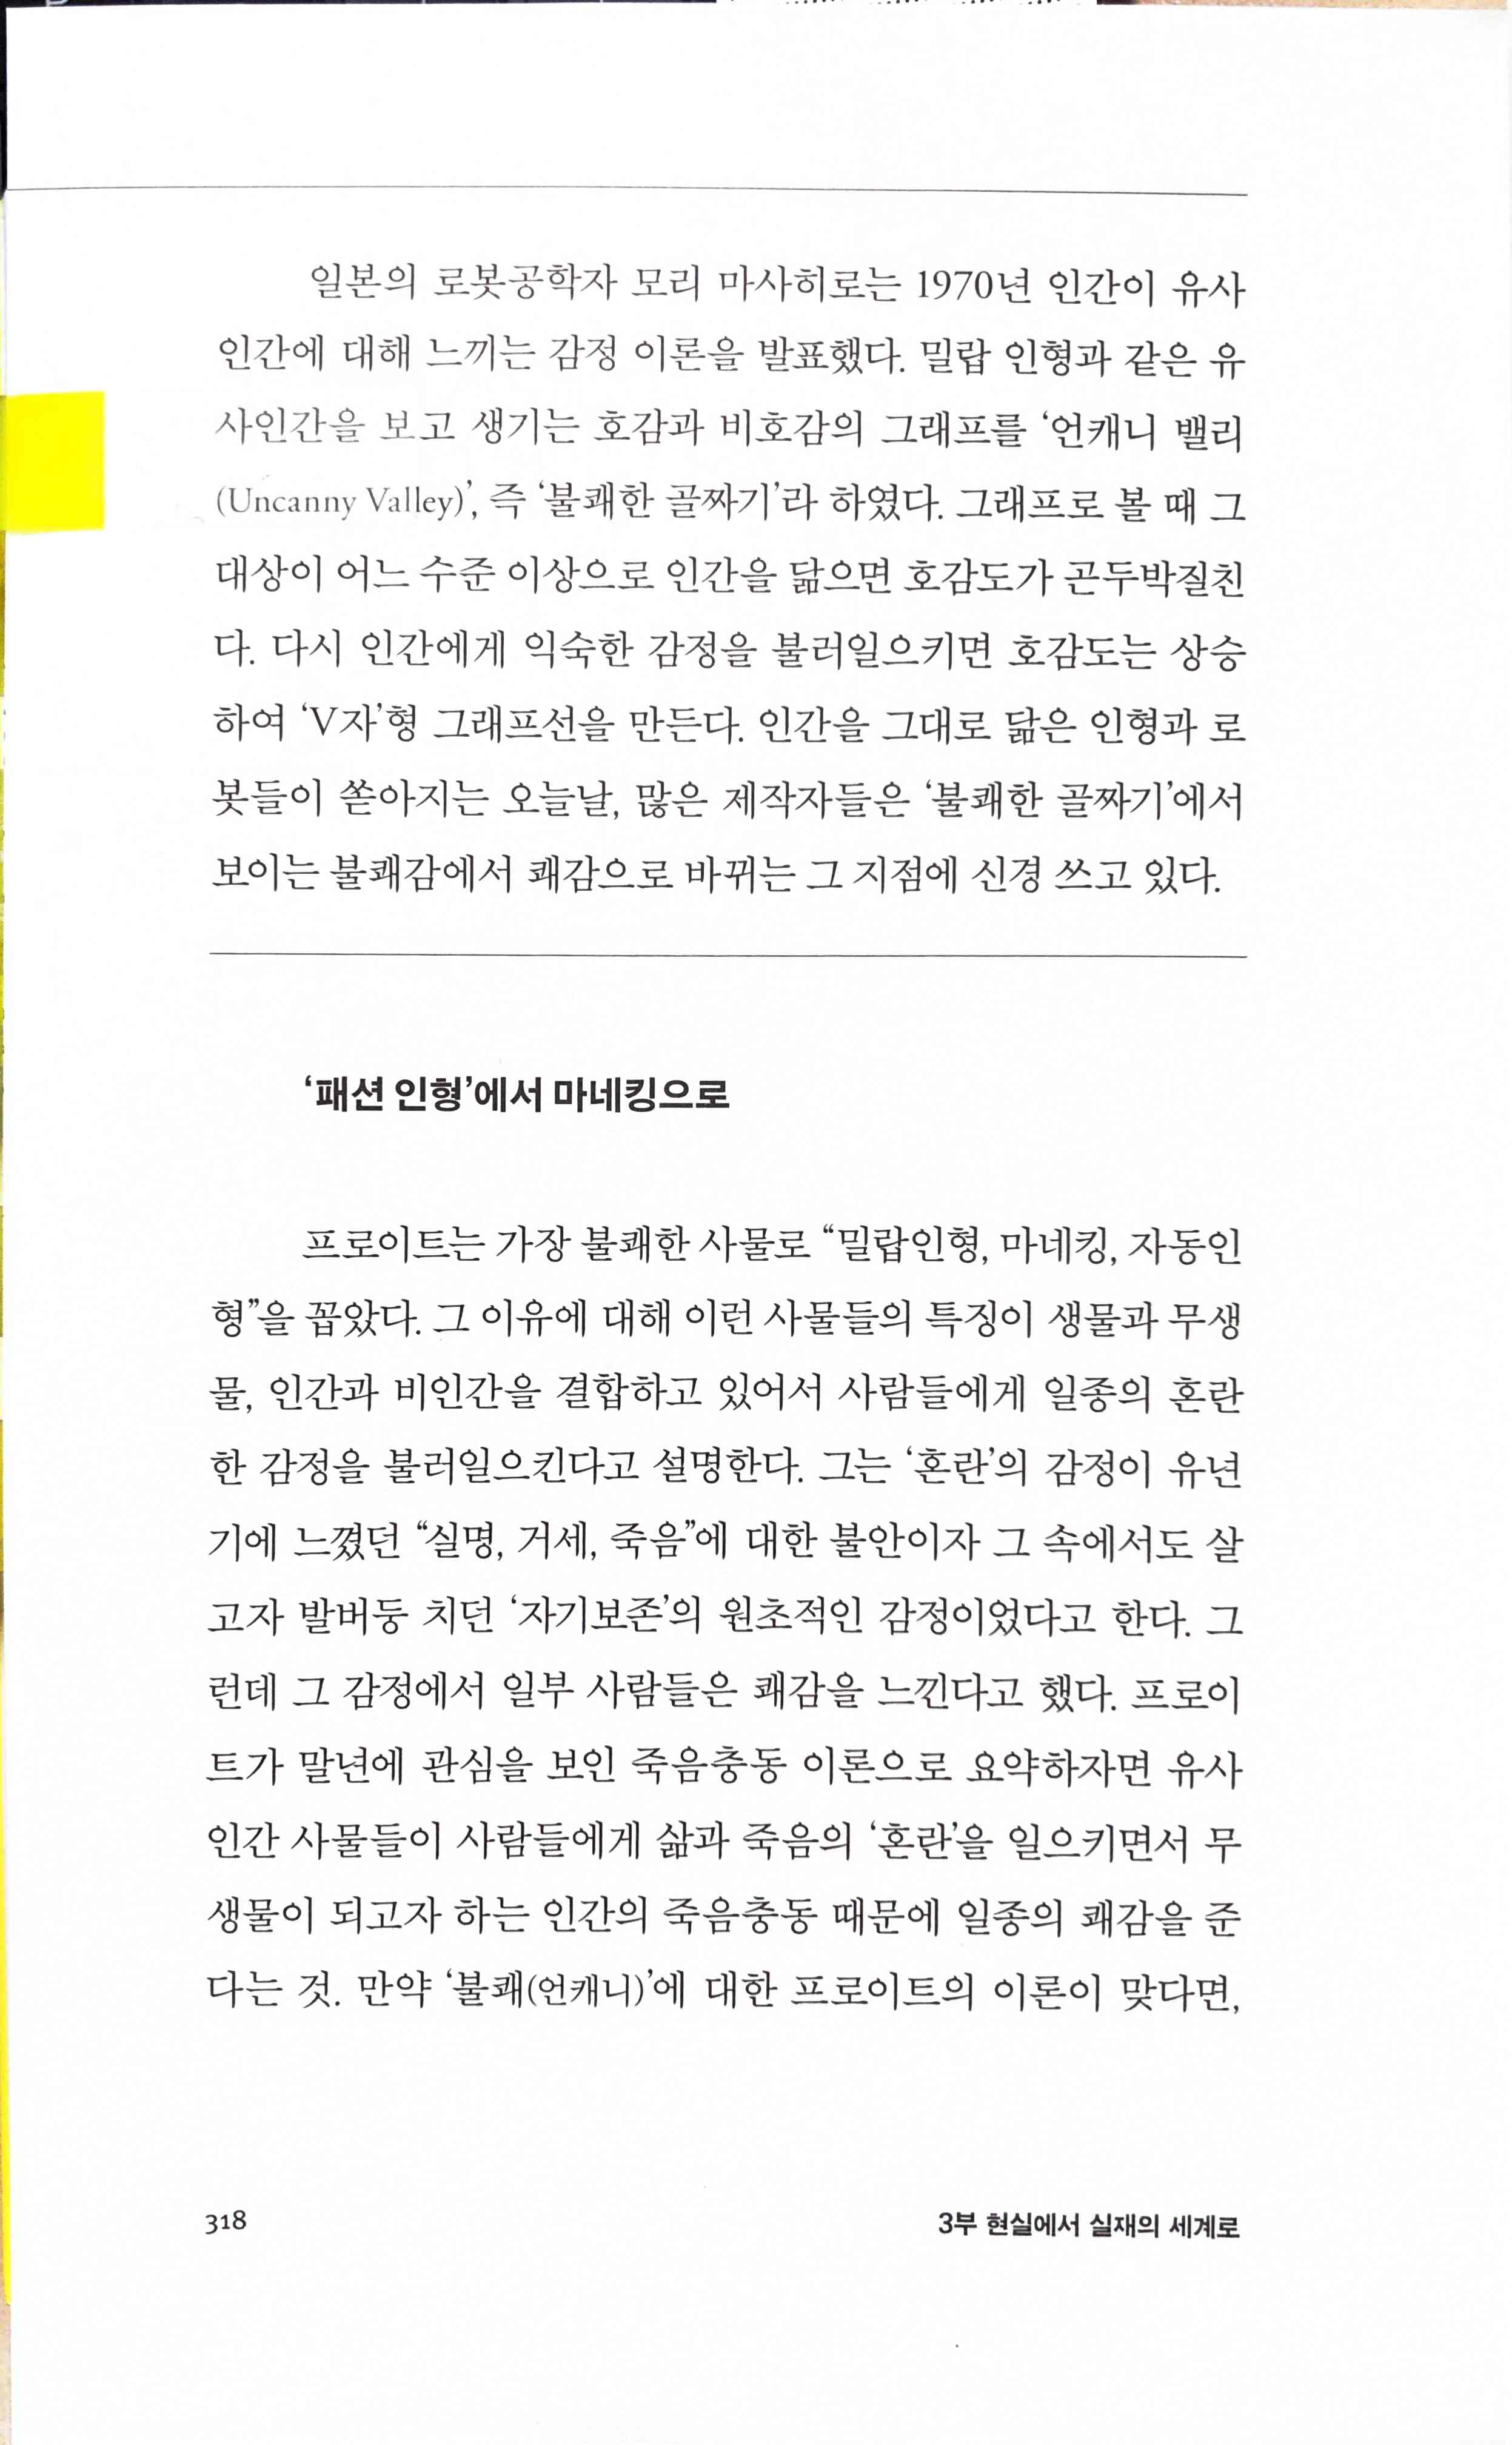 일본의 로봇공학자 모리 마사히로는 1970년 인간이 유사
인간에 대해 느끼는 감정 이론을 발표했다. 밀랍 인형과 같은 유
사인간을 보고 생기는 호감과 비호감의 그래프를 ‘언캐니 밸리
(Uncanny Valley)’, 즉 ‘불쾌한 골짜기’라 하였다. 그래프로 볼 때 그
대상이 어느 수준 이상으로 인간을 닮으면 호감도가 곤두박질친
다. 다시 인간에게 익숙한 감정을 불러일으키면 호감도는 상승
하여 ‘V자’형 그래프선을 만든다. 인간을 그대로 닮은 인형과 로
봇들이 쏟아지는 오늘날, 많은 제작자들은 ‘불쾌한 골짜기’에서
보이는 불쾌감에서 쾌감으로 바뀌는 그 지점에 신경 쓰고 있다.
‘패션 인형’에서 마네킹으로
프로이트는 가장 불쾌한 사물로 “밀랍인형, 마네킹, 자동인
형”을 꼽았다. 그 이유에 대해 이런 사물들의 특징이 생물과 무생
물, 인간과 비인간을 결합하고 있어서 사람들에게 일종의 혼란
한 감정을 불러일으킨다고 설명한다. 그는 ‘혼란’의 감정이 유년
기에 느꼈던 “실명, 거세, 죽음”에 대한 불안이자 그 속에서도 살
고자 발버둥 치던 ‘자기보존’의 원초적인 감정이었다고 한다. 그
런데 그 감정에서 일부 사람들은 쾌감을 느낀다고 했다. 프로이
트가 말년에 관심을 보인 죽음충동 이론으로 요약하자면 유사
인간 사물들이 사람들에게 삶과 죽음의 ‘혼란’을 일으키면서 무
생물이 되고자 하는 인간의 죽음충동 때문에 일종의 쾌감을 준
다는 것. 만약 ‘불쾌(언캐니)’에 대한 프로이트의 이론이 맞다면,
318
3부 현실에서 실재의 세계로